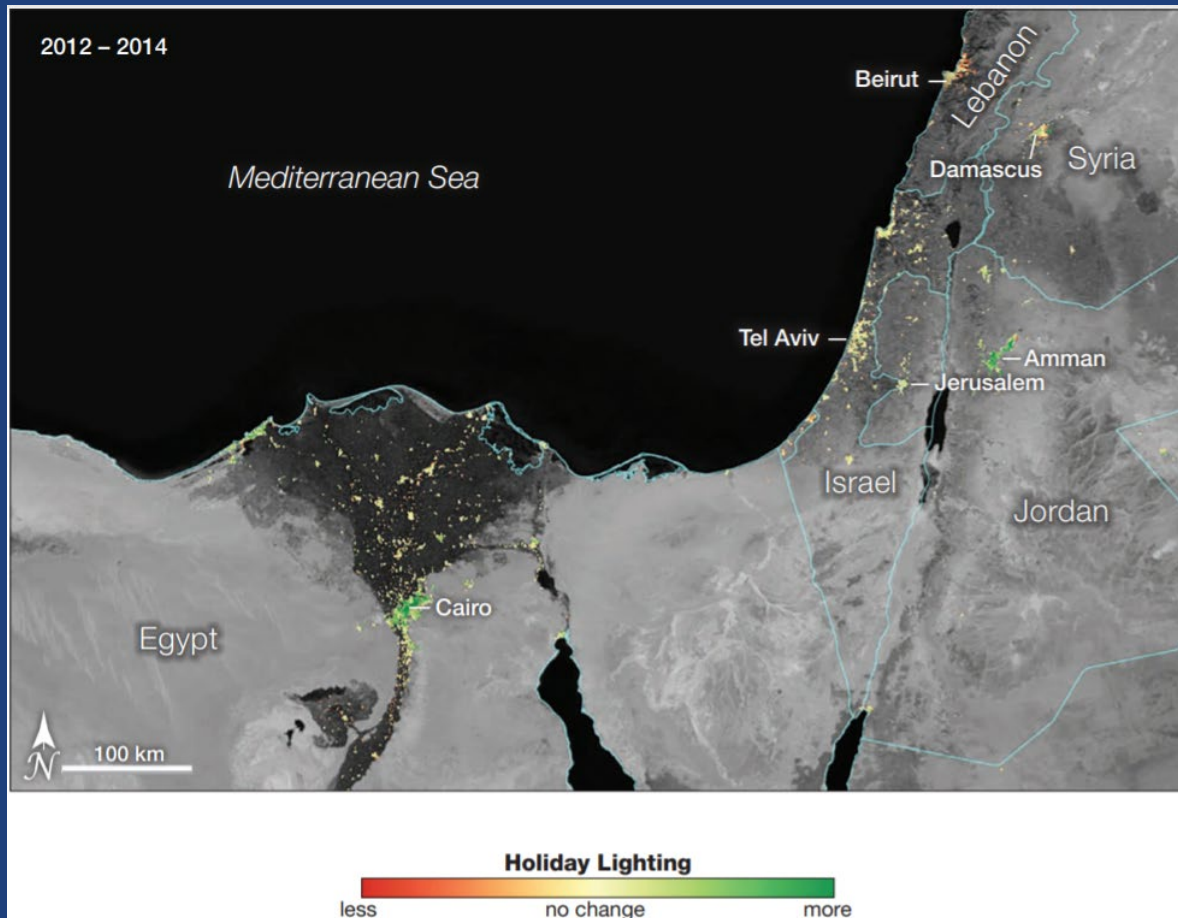 2012 – 2014
Beirut
Lebanon
Mediterranean Sea
Damascus
Syria
Tel Aviv
Amman
Jerusalem
Israel
Jordan
Cairo
Egypt
N
100 km
Holiday Lighting
less no change more